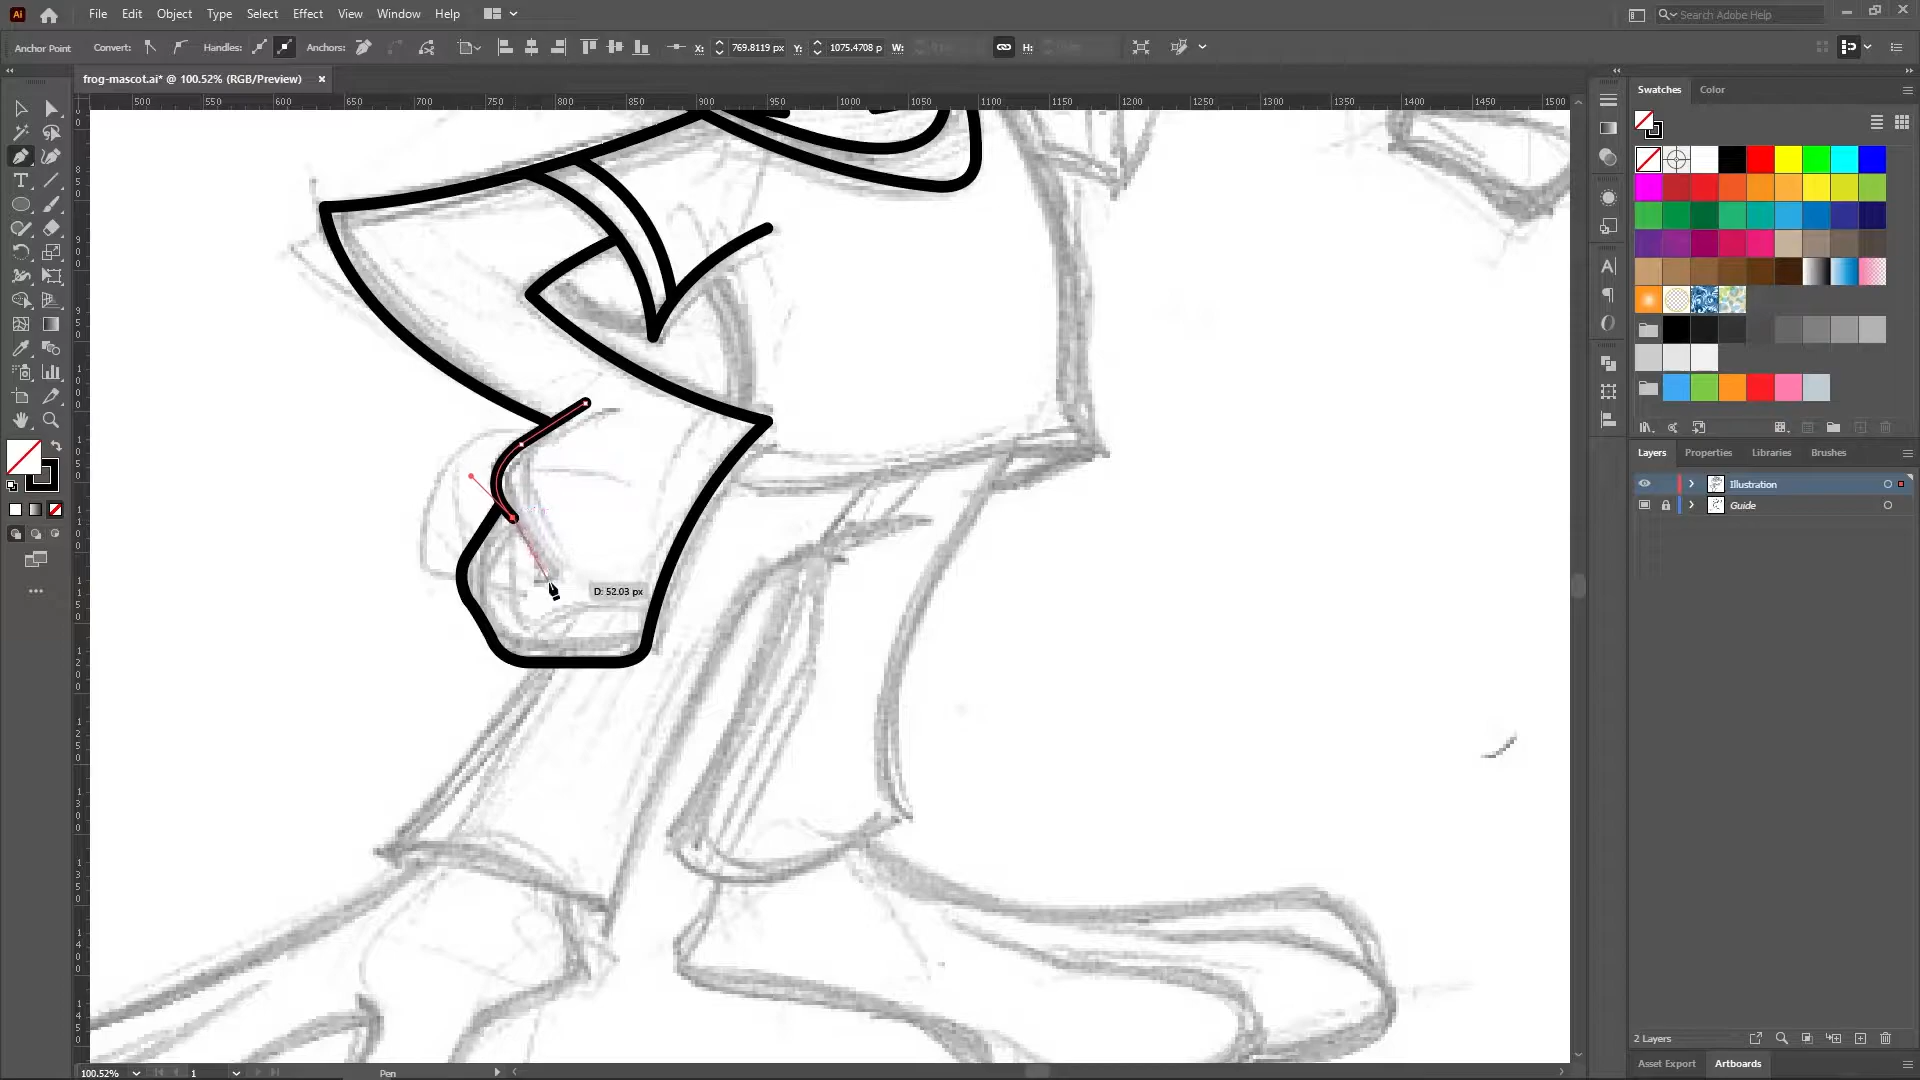 Ai File Edit Object Type Select Effect View Window Help Search Adobe Help
Anchor Point Convert: Handles: Anchors: X: 769.8119 px Y: 1075.4708 p W: H:
frog-mascot.ai* @ 100.52% (RGB/Preview) ×
500 550 600 650 700 750 800 850 900 950 1000 1050 1100 1150 1200 1250 1300 1350 1400 1450 1500
Swatches Color
D: 52.03 px
Layers Properties Libraries Brushes
Illustration
Guide
2 Layers
Asset Export Artboards
100.52% 1 Pen